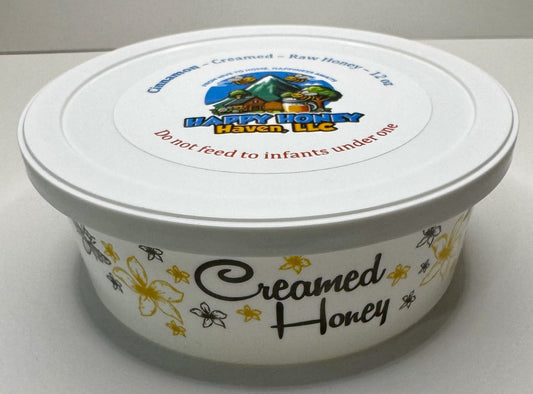 Cinnamon - Creamed - Raw Honey - 12 oz
HAPPY HONEY
Haven, LLC
Do not feed to infants under one
Creamed
Honey